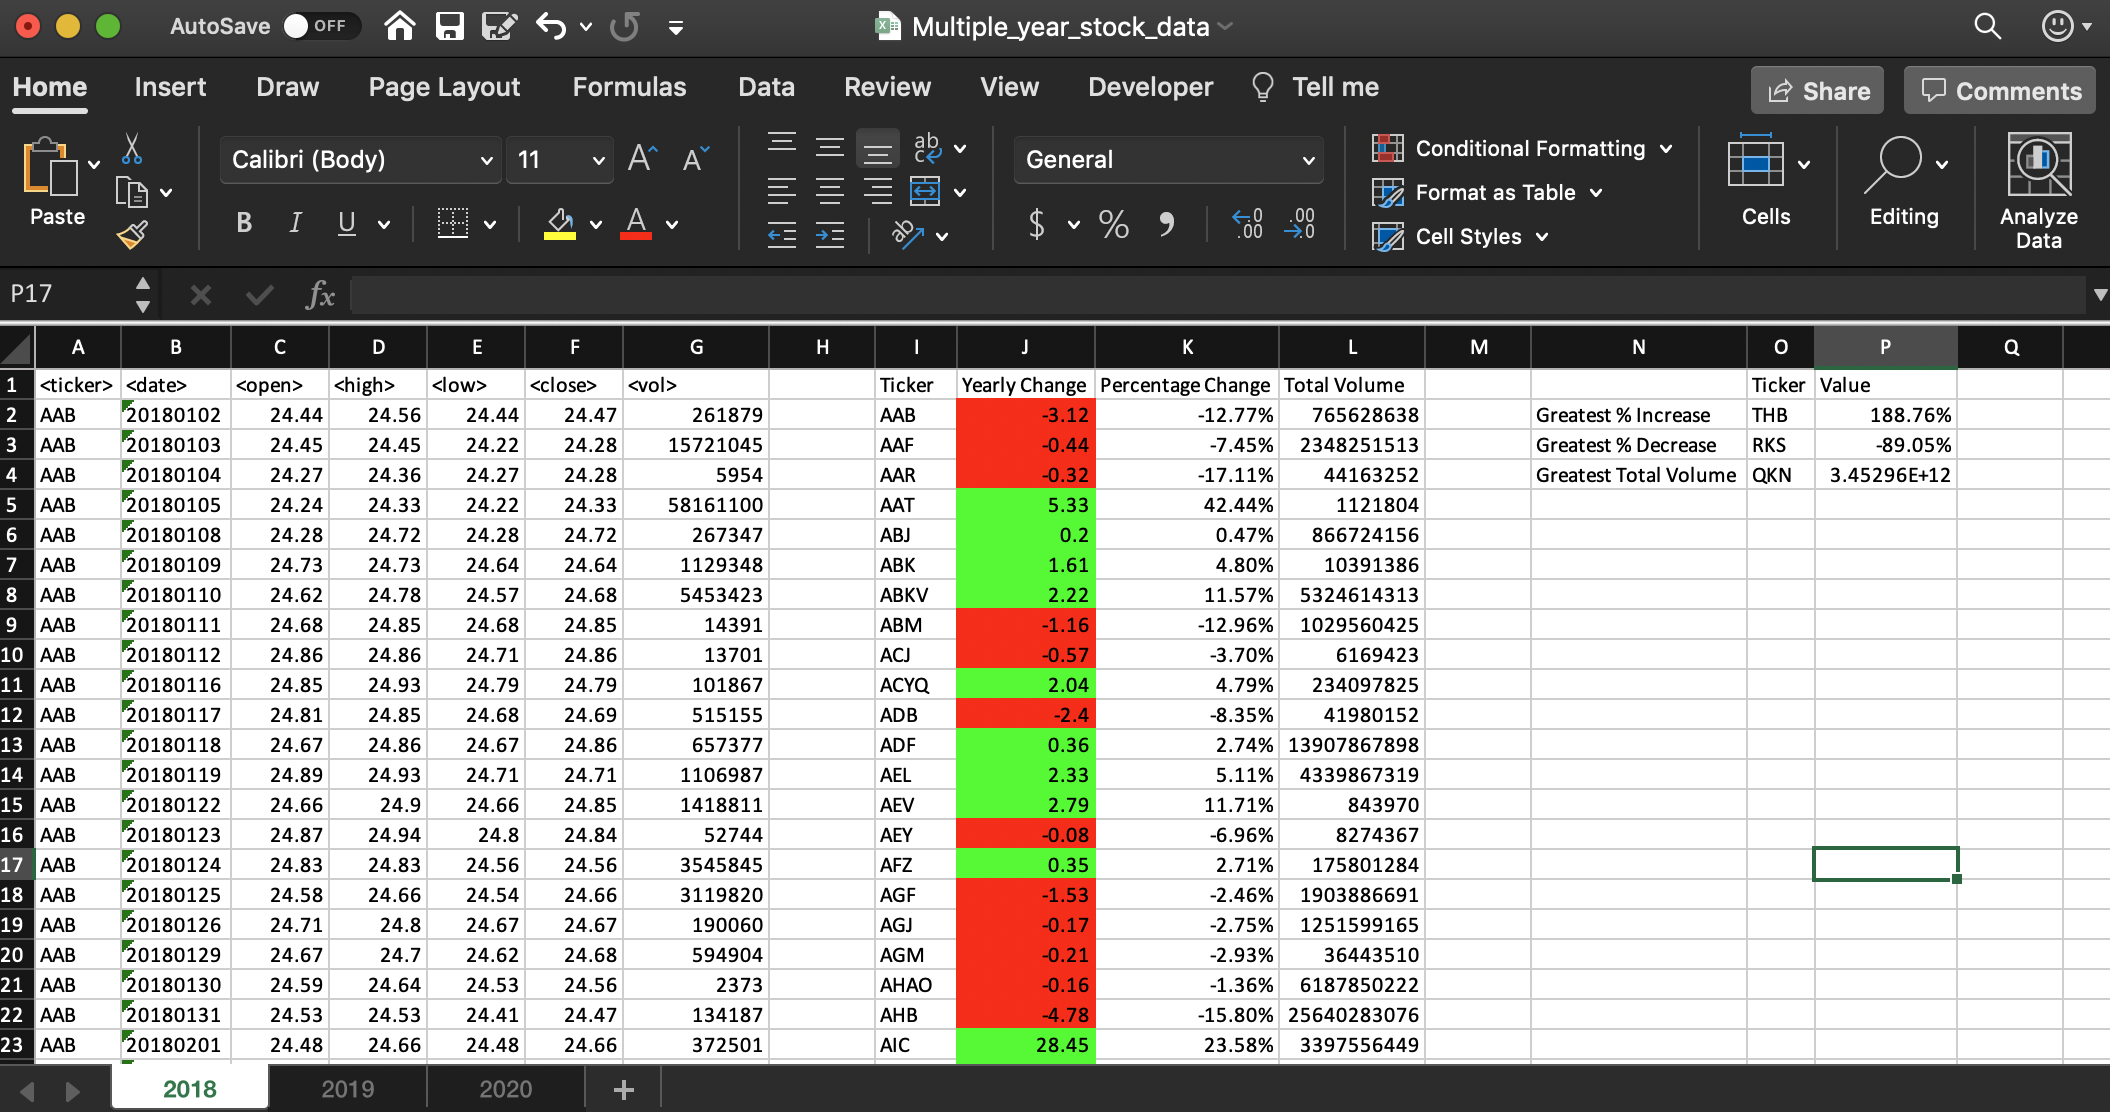 AutoSave OFF Multiple_year_stock_data
Home Insert Draw Page Layout Formulas Data Review View Developer Tell me Share Comments
Paste Calibri (Body) 11 A A ab c General Conditional Formatting Format as Table Cell Styles Cells Editing Analyze Data
B I U A $ % , .00 .0
P17 fx
A B C D E F G H I J K L M N O P Q
1 <ticker> <date> <open> <high> <low> <close> <vol> Ticker Yearly Change Percentage Change Total Volume Ticker Value
2 AAB 20180102 24.44 24.56 24.44 24.47 261879 AAB -3.12 -12.77% 765628638 Greatest % Increase THB 188.76%
3 AAB 20180103 24.45 24.45 24.22 24.28 15721045 AAF -0.44 -7.45% 2348251513 Greatest % Decrease RKS -89.05%
4 AAB 20180104 24.27 24.36 24.27 24.28 5954 AAR -0.32 -17.11% 44163252 Greatest Total Volume QKN 3.45296E+12
5 AAB 20180105 24.24 24.33 24.22 24.33 58161100 AAT 5.33 42.44% 1121804
6 AAB 20180108 24.28 24.72 24.28 24.72 267347 ABJ 0.2 0.47% 866724156
7 AAB 20180109 24.73 24.73 24.64 24.64 1129348 ABK 1.61 4.80% 10391386
8 AAB 20180110 24.62 24.78 24.57 24.68 5453423 ABKV 2.22 11.57% 5324614313
9 AAB 20180111 24.68 24.85 24.68 24.85 14391 ABM -1.16 -12.96% 1029560425
10 AAB 20180112 24.86 24.86 24.71 24.86 13701 ACJ -0.57 -3.70% 6169423
11 AAB 20180116 24.85 24.93 24.79 24.79 101867 ACYQ 2.04 4.79% 234097825
12 AAB 20180117 24.81 24.85 24.68 24.69 515155 ADB -2.4 -8.35% 41980152
13 AAB 20180118 24.67 24.86 24.67 24.86 657377 ADF 0.36 2.74% 13907867898
14 AAB 20180119 24.89 24.93 24.71 24.71 1106987 AEL 2.33 5.11% 4339867319
15 AAB 20180122 24.66 24.9 24.66 24.85 1418811 AEV 2.79 11.71% 843970
16 AAB 20180123 24.87 24.94 24.8 24.84 52744 AEY -0.08 -6.96% 8274367
17 AAB 20180124 24.83 24.83 24.56 24.56 3545845 AFZ 0.35 2.71% 175801284
18 AAB 20180125 24.58 24.66 24.54 24.66 3119820 AGF -1.53 -2.46% 1903886691
19 AAB 20180126 24.71 24.8 24.67 24.67 190060 AGJ -0.17 -2.75% 1251599165
20 AAB 20180129 24.67 24.7 24.62 24.68 594904 AGM -0.21 -2.93% 36443510
21 AAB 20180130 24.59 24.64 24.53 24.56 2373 AHAO -0.16 -1.36% 6187850222
22 AAB 20180131 24.53 24.53 24.41 24.47 134187 AHB -4.78 -15.80% 25640283076
23 AAB 20180201 24.48 24.66 24.48 24.66 372501 AIC 28.45 23.58% 3397556449
2018 2019 2020 +